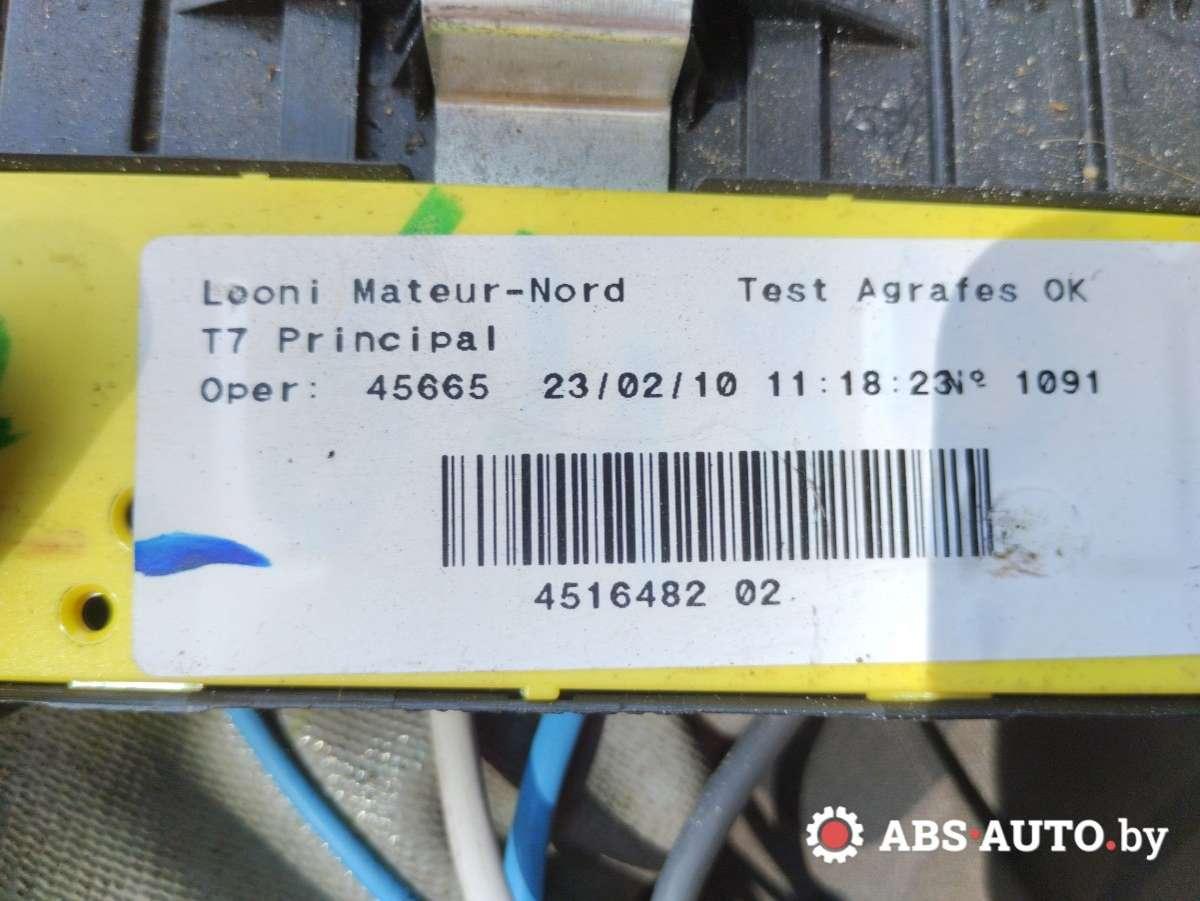 Leoni Mateur-Nord Test Agrafes OK
T7 Principal
Oper: 45665 23/02/10 11:18:23Nº 1091
4516482 02
ABS-AUTO.by